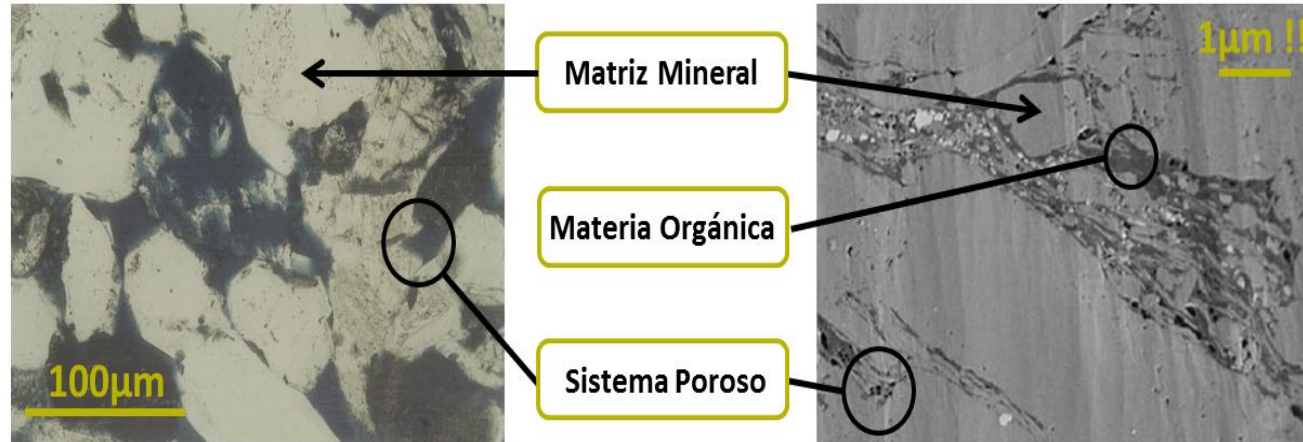 Matriz Mineral
1µm !!
Materia Orgánica
Sistema Poroso
100µm